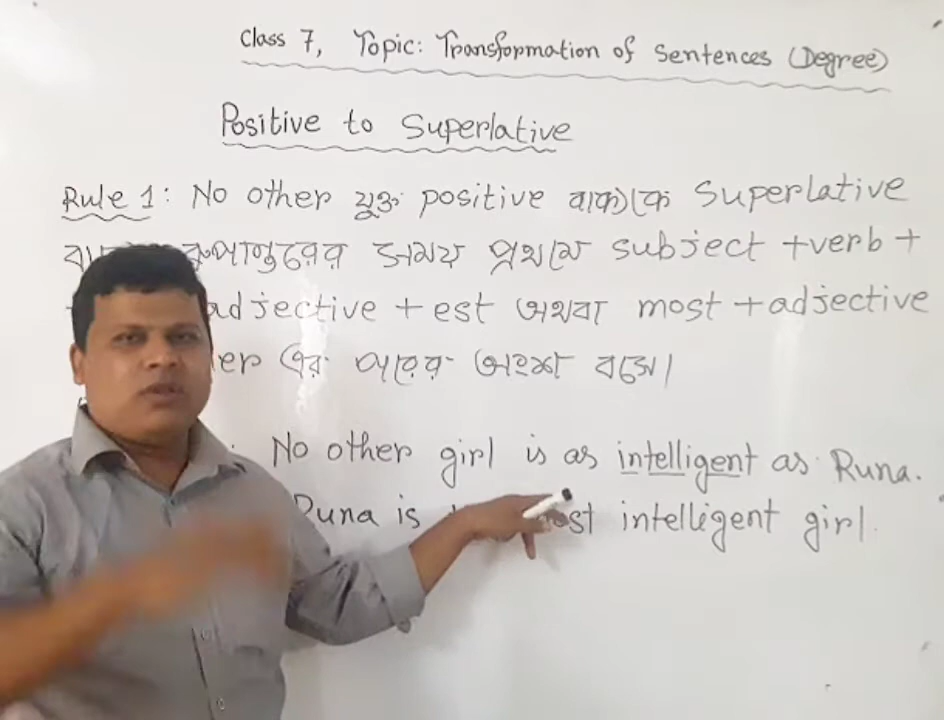 Class 7, Topic: Transformation of Sentences (Degree)
Positive to Superlative
Rule 1: No other যুক্ত positive বাক্যকে Superlative
রূপান্তরের সময় প্রথমে subject +verb +
adjective + est অথবা most + adjective
এর পরের অংশ বসে।
No other girl is as intelligent as Runa.
Runa is most intelligent girl.